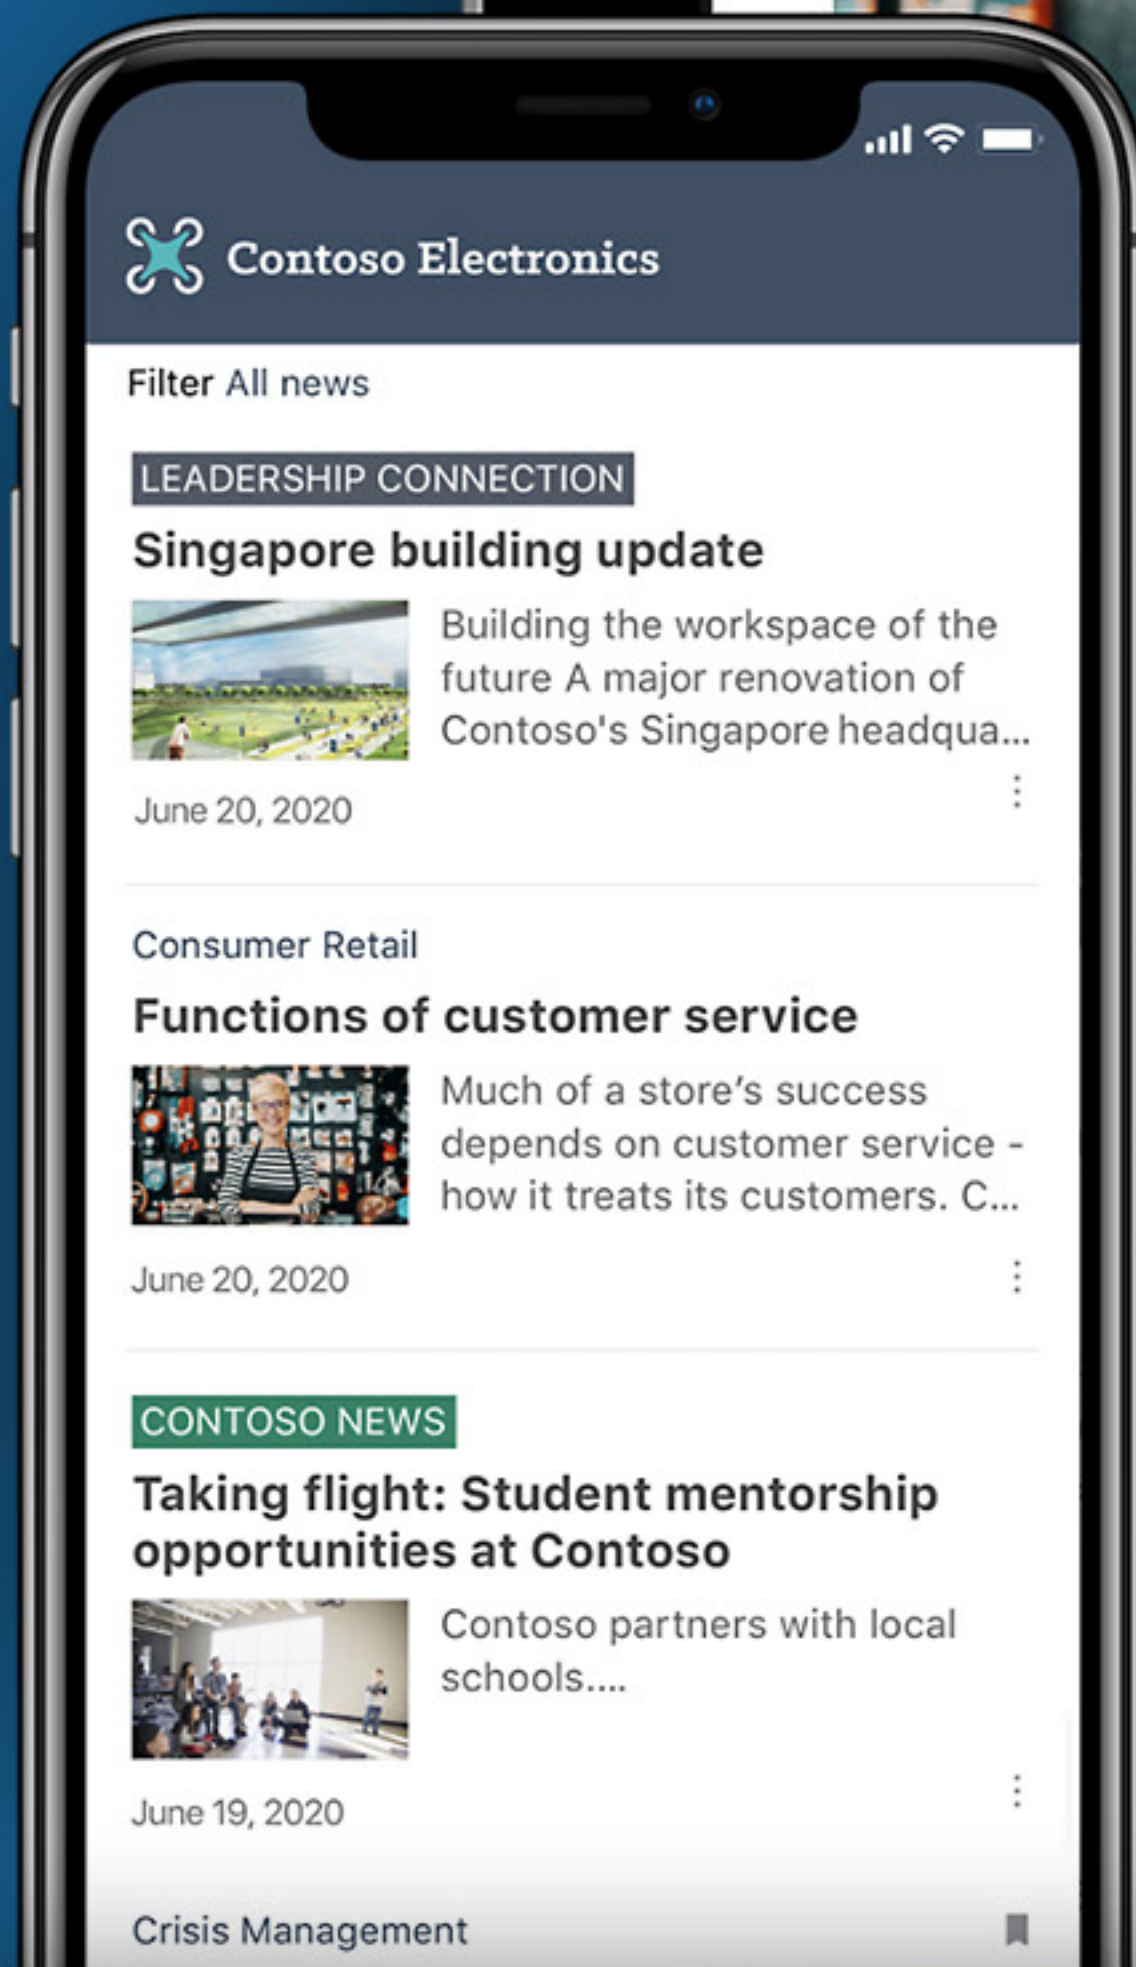 Contoso Electronics
Filter All news
LEADERSHIP CONNECTION
Singapore building update
Building the workspace of the
future A major renovation of
Contoso's Singapore headqua...
June 20, 2020
Consumer Retail
Functions of customer service
Much of a store’s success
depends on customer service -
how it treats its customers. C...
June 20, 2020
CONTOSO NEWS
Taking flight: Student mentorship
opportunities at Contoso
Contoso partners with local
schools....
June 19, 2020
Crisis Management